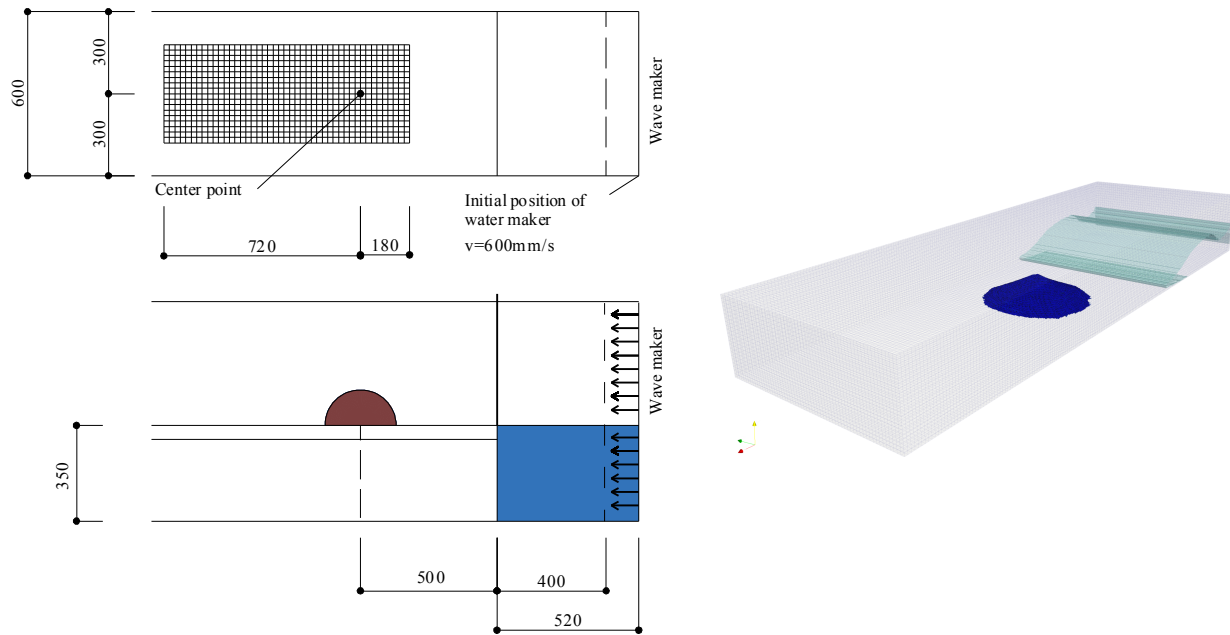 600
300
300
Wave maker
Center point
Initial position of
water maker
v=600mm/s
720
180
Wave maker
350
500
400
520